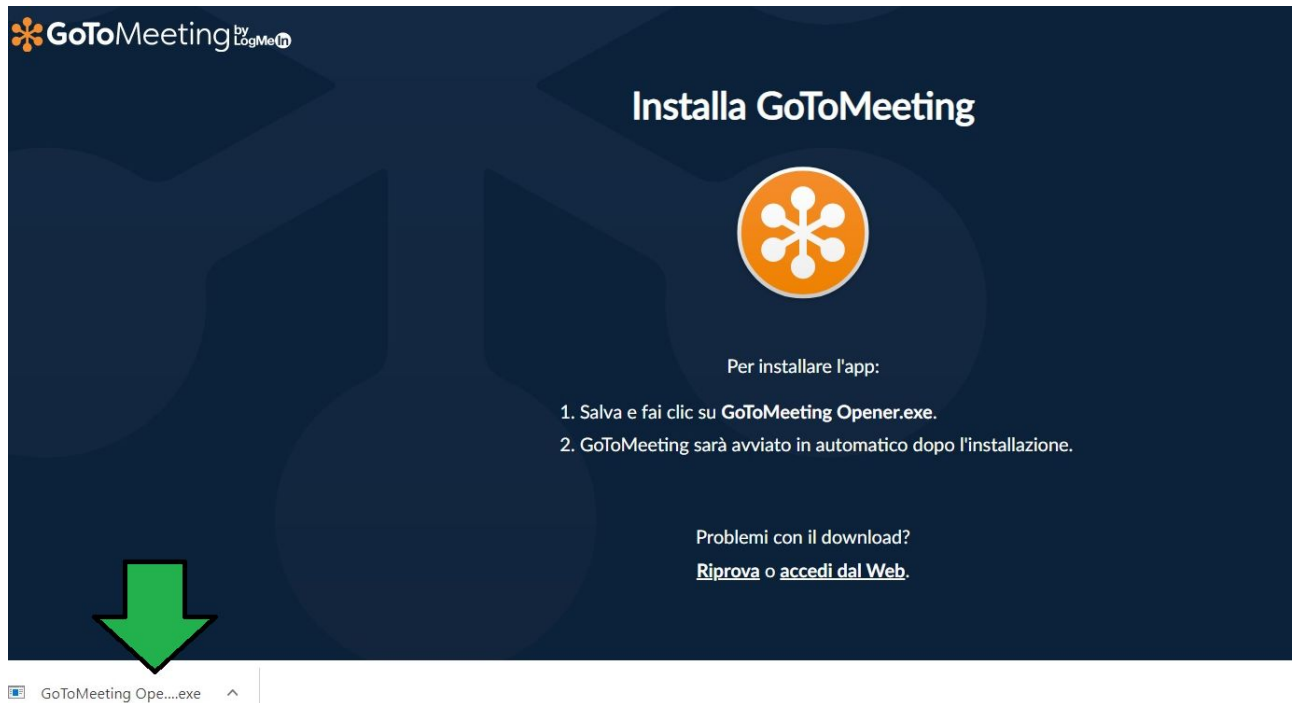 GoToMeeting by LogMeIn
Installa GoToMeeting
Per installare l'app:
1. Salva e fai clic su GoToMeeting Opener.exe.
2. GoToMeeting sarà avviato in automatico dopo l'installazione.
Problemi con il download?
Riprova o accedi dal Web.
GoToMeeting Ope....exe